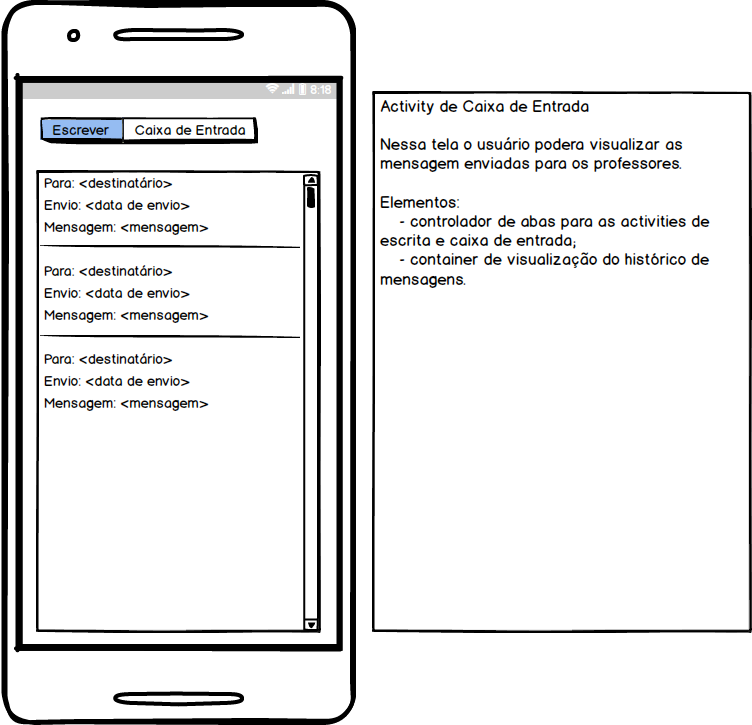 8:18
Escrever
Caixa de Entrada
Para: <destinatário>
Envio: <data de envio>
Mensagem: <mensagem>
Para: <destinatário>
Envio: <data de envio>
Mensagem: <mensagem>
Para: <destinatário>
Envio: <data de envio>
Mensagem: <mensagem>
Activity de Caixa de Entrada
Nessa tela o usuário podera visualizar as
mensagem enviadas para os professores.
Elementos:
- controlador de abas para as activities de
escrita e caixa de entrada;
- container de visualização do histórico de
mensagens.